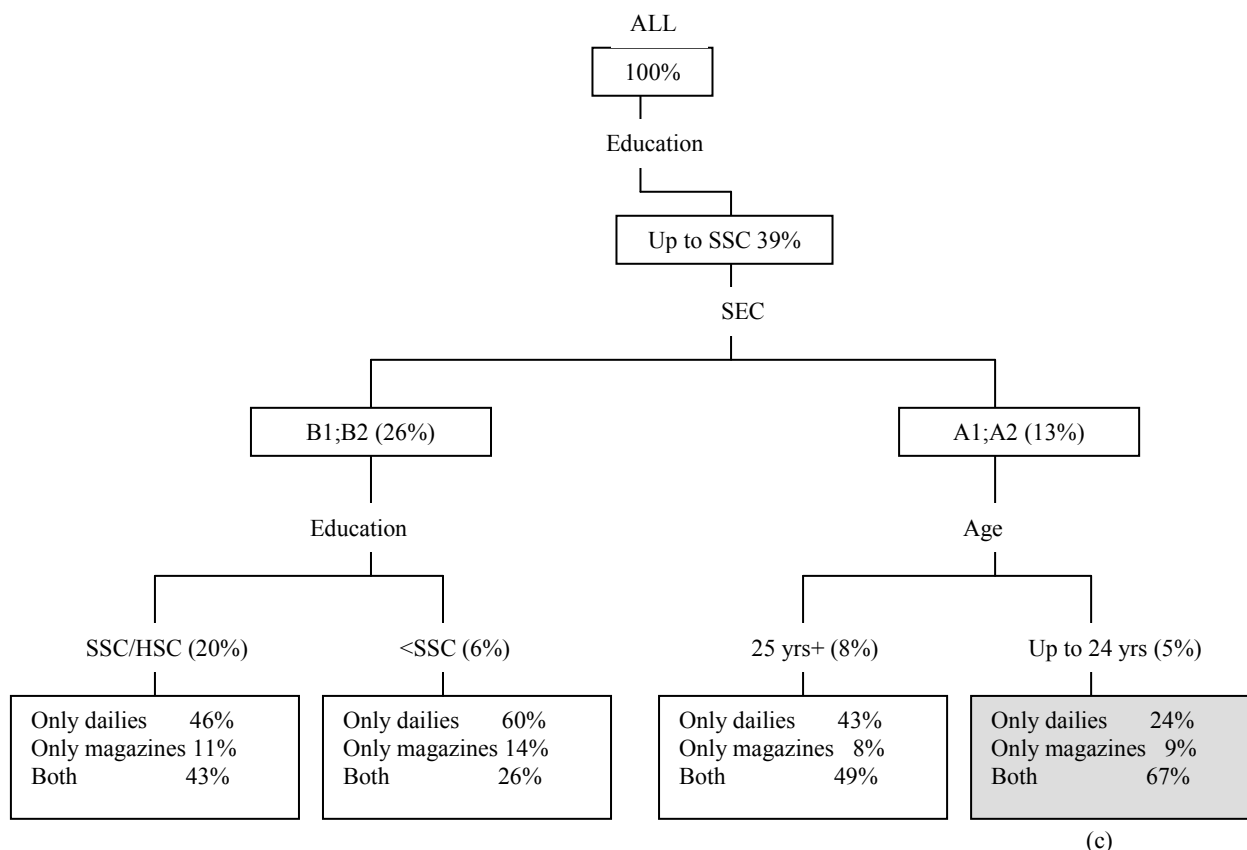 ALL
100%
Education
Up to SSC 39%
SEC
B1;B2 (26%)
A1;A2 (13%)
Education
Age
SSC/HSC (20%)
<SSC (6%)
25 yrs+ (8%)
Up to 24 yrs (5%)
Only dailies 46%
Only magazines 11%
Both 43%
Only dailies 60%
Only magazines 14%
Both 26%
Only dailies 43%
Only magazines 8%
Both 49%
Only dailies 24%
Only magazines 9%
Both 67%
(c)